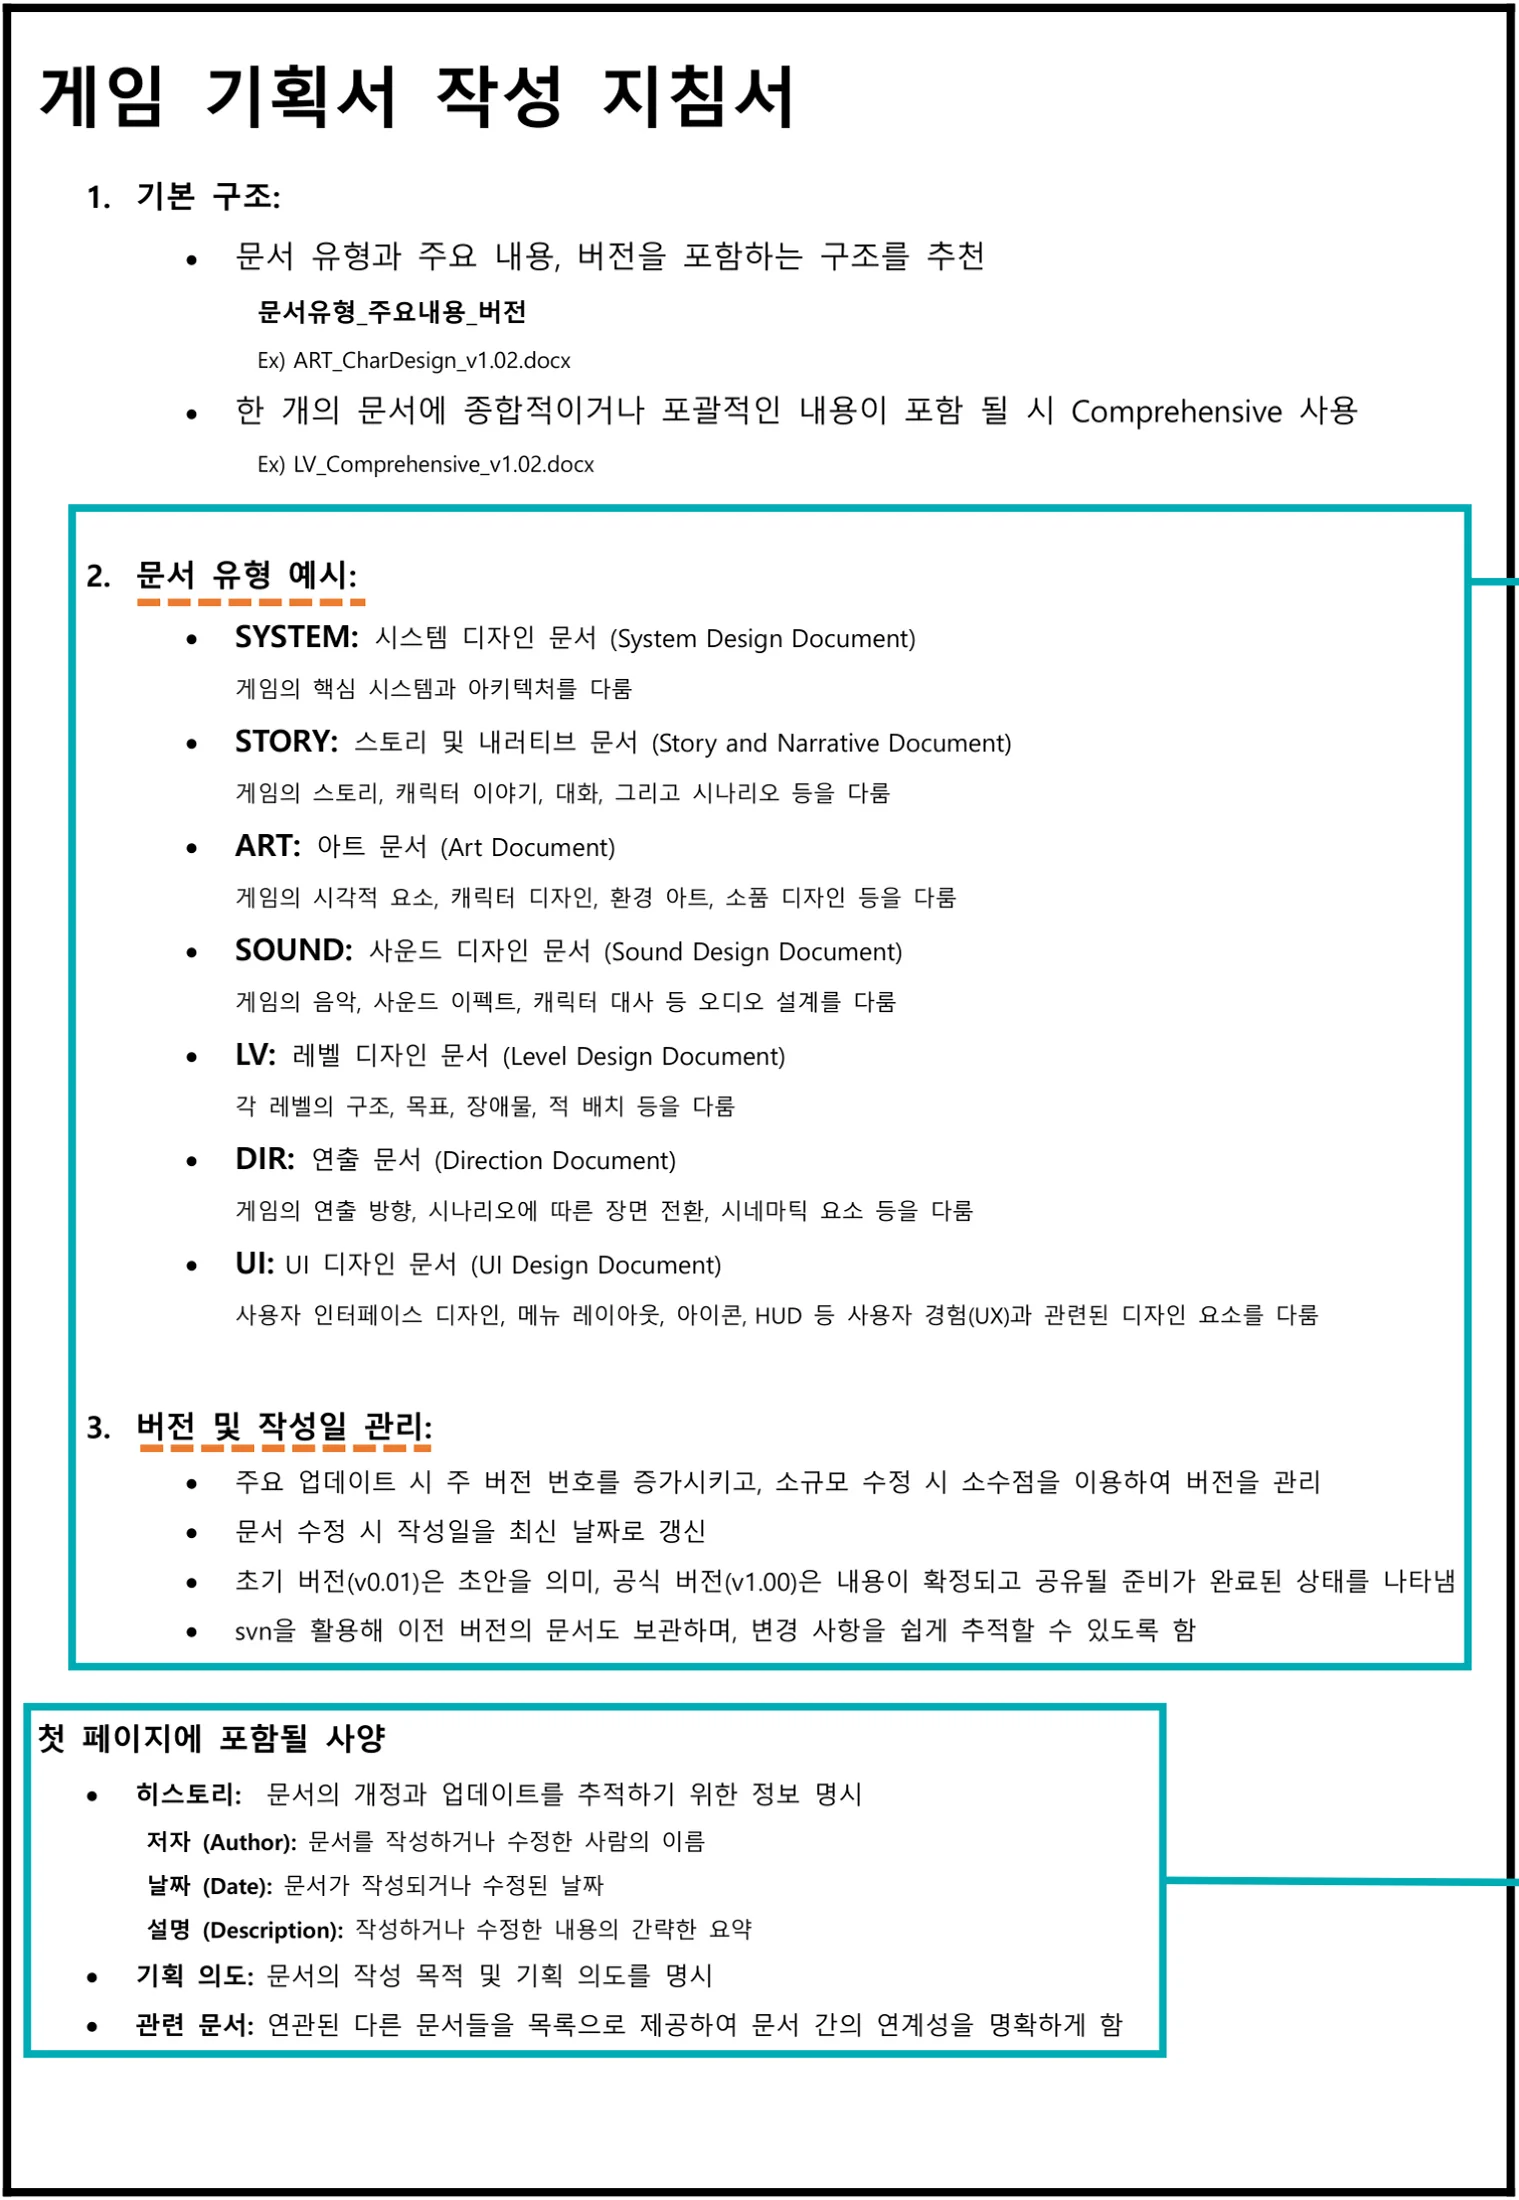 게임 기획서 작성 지침서
1. 기본 구조:
• 문서 유형과 주요 내용, 버전을 포함하는 구조를 추천
문서유형_주요내용_버전
Ex) ART_CharDesign_v1.02.docx
• 한 개의 문서에 종합적이거나 포괄적인 내용이 포함 될 시 Comprehensive 사용
Ex) LV_Comprehensive_v1.02.docx
2. 문서 유형 예시:
• SYSTEM: 시스템 디자인 문서 (System Design Document)
게임의 핵심 시스템과 아키텍처를 다룸
• STORY: 스토리 및 내러티브 문서 (Story and Narrative Document)
게임의 스토리, 캐릭터 이야기, 대화, 그리고 시나리오 등을 다룸
• ART: 아트 문서 (Art Document)
게임의 시각적 요소, 캐릭터 디자인, 환경 아트, 소품 디자인 등을 다룸
• SOUND: 사운드 디자인 문서 (Sound Design Document)
게임의 음악, 사운드 이펙트, 캐릭터 대사 등 오디오 설계를 다룸
• LV: 레벨 디자인 문서 (Level Design Document)
각 레벨의 구조, 목표, 장애물, 적 배치 등을 다룸
• DIR: 연출 문서 (Direction Document)
게임의 연출 방향, 시나리오에 따른 장면 전환, 시네마틱 요소 등을 다룸
• UI: UI 디자인 문서 (UI Design Document)
사용자 인터페이스 디자인, 메뉴 레이아웃, 아이콘, HUD 등 사용자 경험(UX)과 관련된 디자인 요소를 다룸
3. 버전 및 작성일 관리:
• 주요 업데이트 시 주 버전 번호를 증가시키고, 소규모 수정 시 소수점을 이용하여 버전을 관리
• 문서 수정 시 작성일을 최신 날짜로 갱신
• 초기 버전(v0.01)은 초안을 의미, 공식 버전(v1.00)은 내용이 확정되고 공유될 준비가 완료된 상태를 나타냄
• svn을 활용해 이전 버전의 문서도 보관하며, 변경 사항을 쉽게 추적할 수 있도록 함
첫 페이지에 포함될 사양
• 히스토리: 문서의 개정과 업데이트를 추적하기 위한 정보 명시
저자 (Author): 문서를 작성하거나 수정한 사람의 이름
날짜 (Date): 문서가 작성되거나 수정된 날짜
설명 (Description): 작성하거나 수정한 내용의 간략한 요약
• 기획 의도: 문서의 작성 목적 및 기획 의도를 명시
• 관련 문서: 연관된 다른 문서들을 목록으로 제공하여 문서 간의 연계성을 명확하게 함